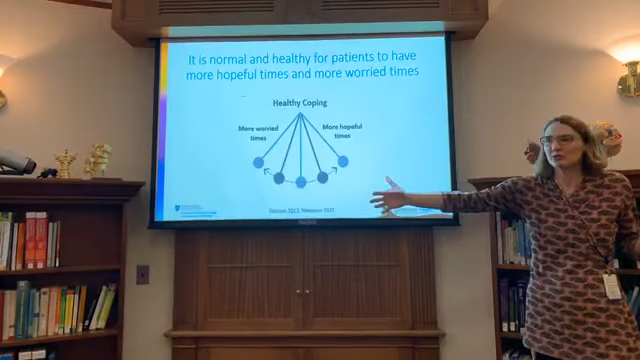 It is normal and healthy for patients to have
more hopeful times and more worried times
Healthy Coping
More worried
times
More hopeful
times